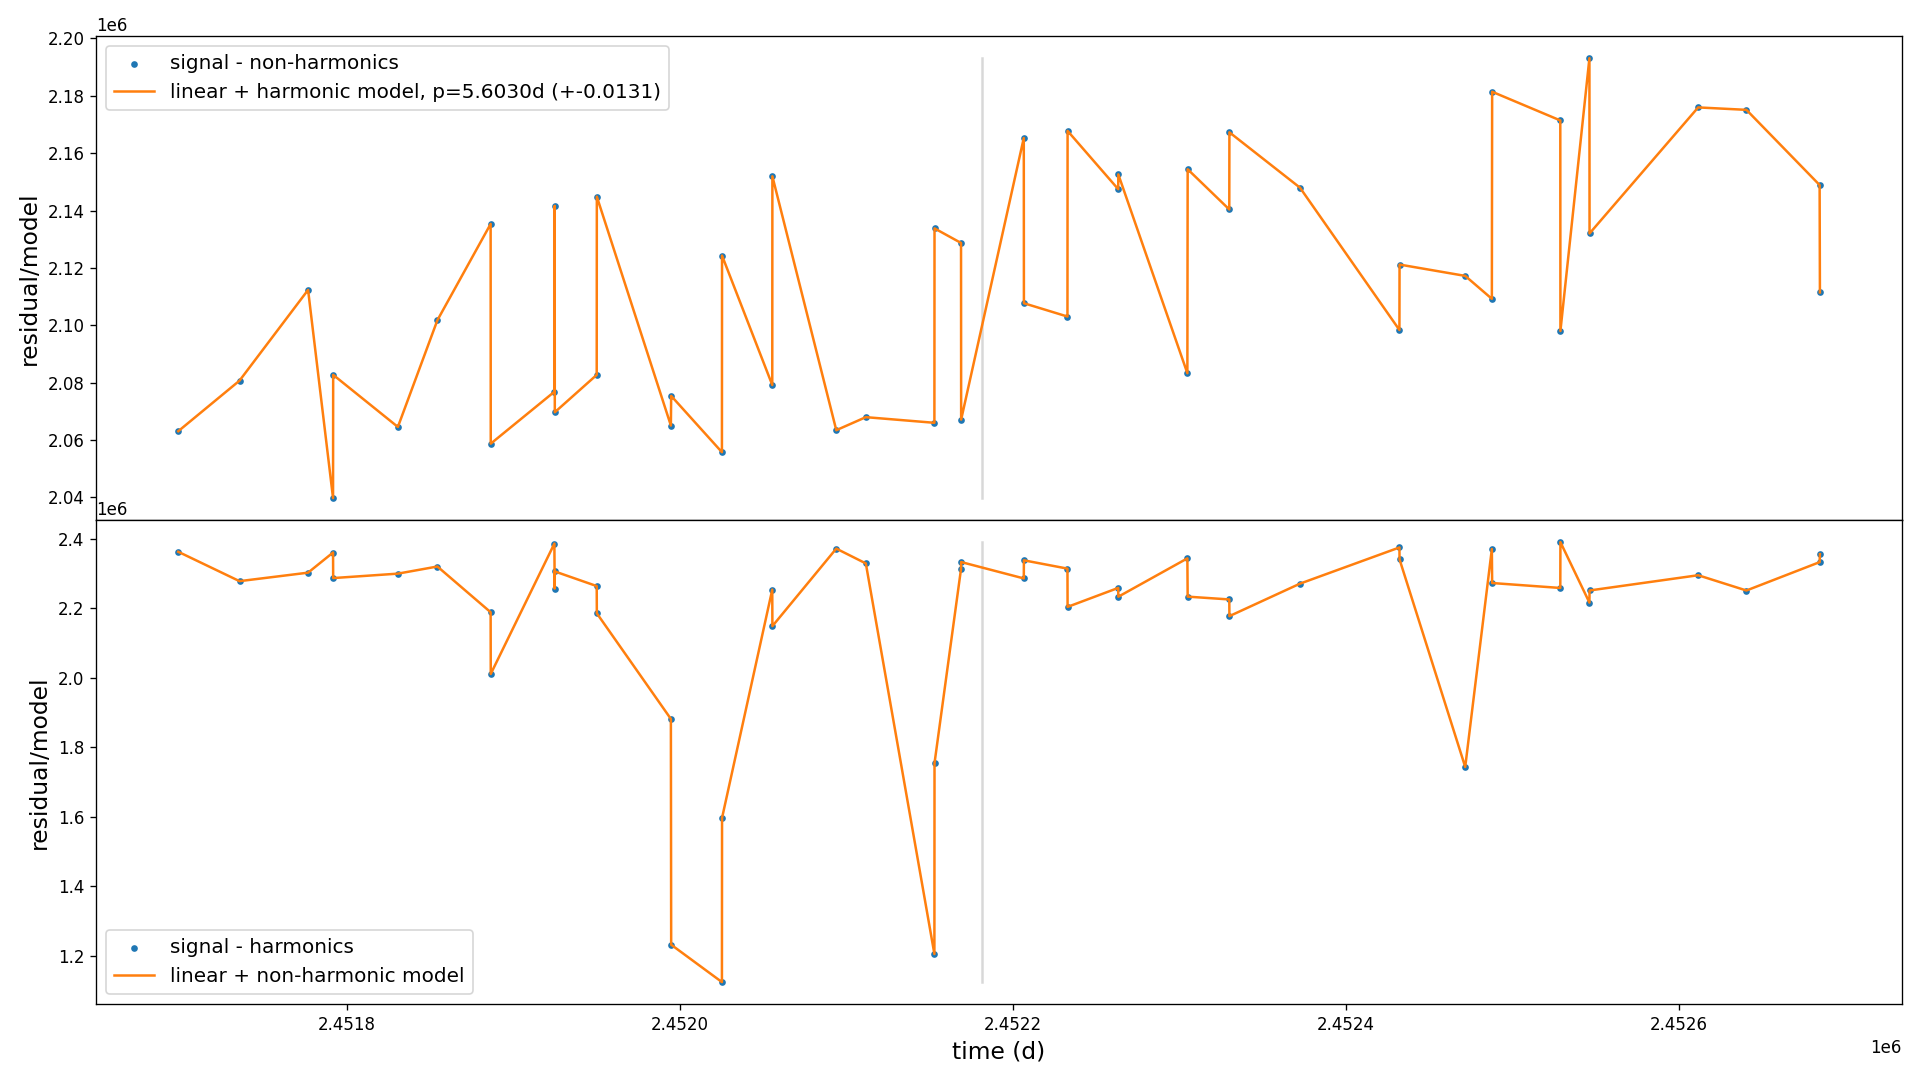 1e6
2.20
2.18
2.16
2.14
2.12
2.10
2.08
2.06
2.04
residual/model
signal - non-harmonics
linear + harmonic model, p=5.6030d (+-0.0131)
1e6
2.4
2.2
2.0
1.8
1.6
1.4
1.2
residual/model
signal - harmonics
linear + non-harmonic model
2.4518 2.4520 2.4522 2.4524 2.4526
time (d)
1e6